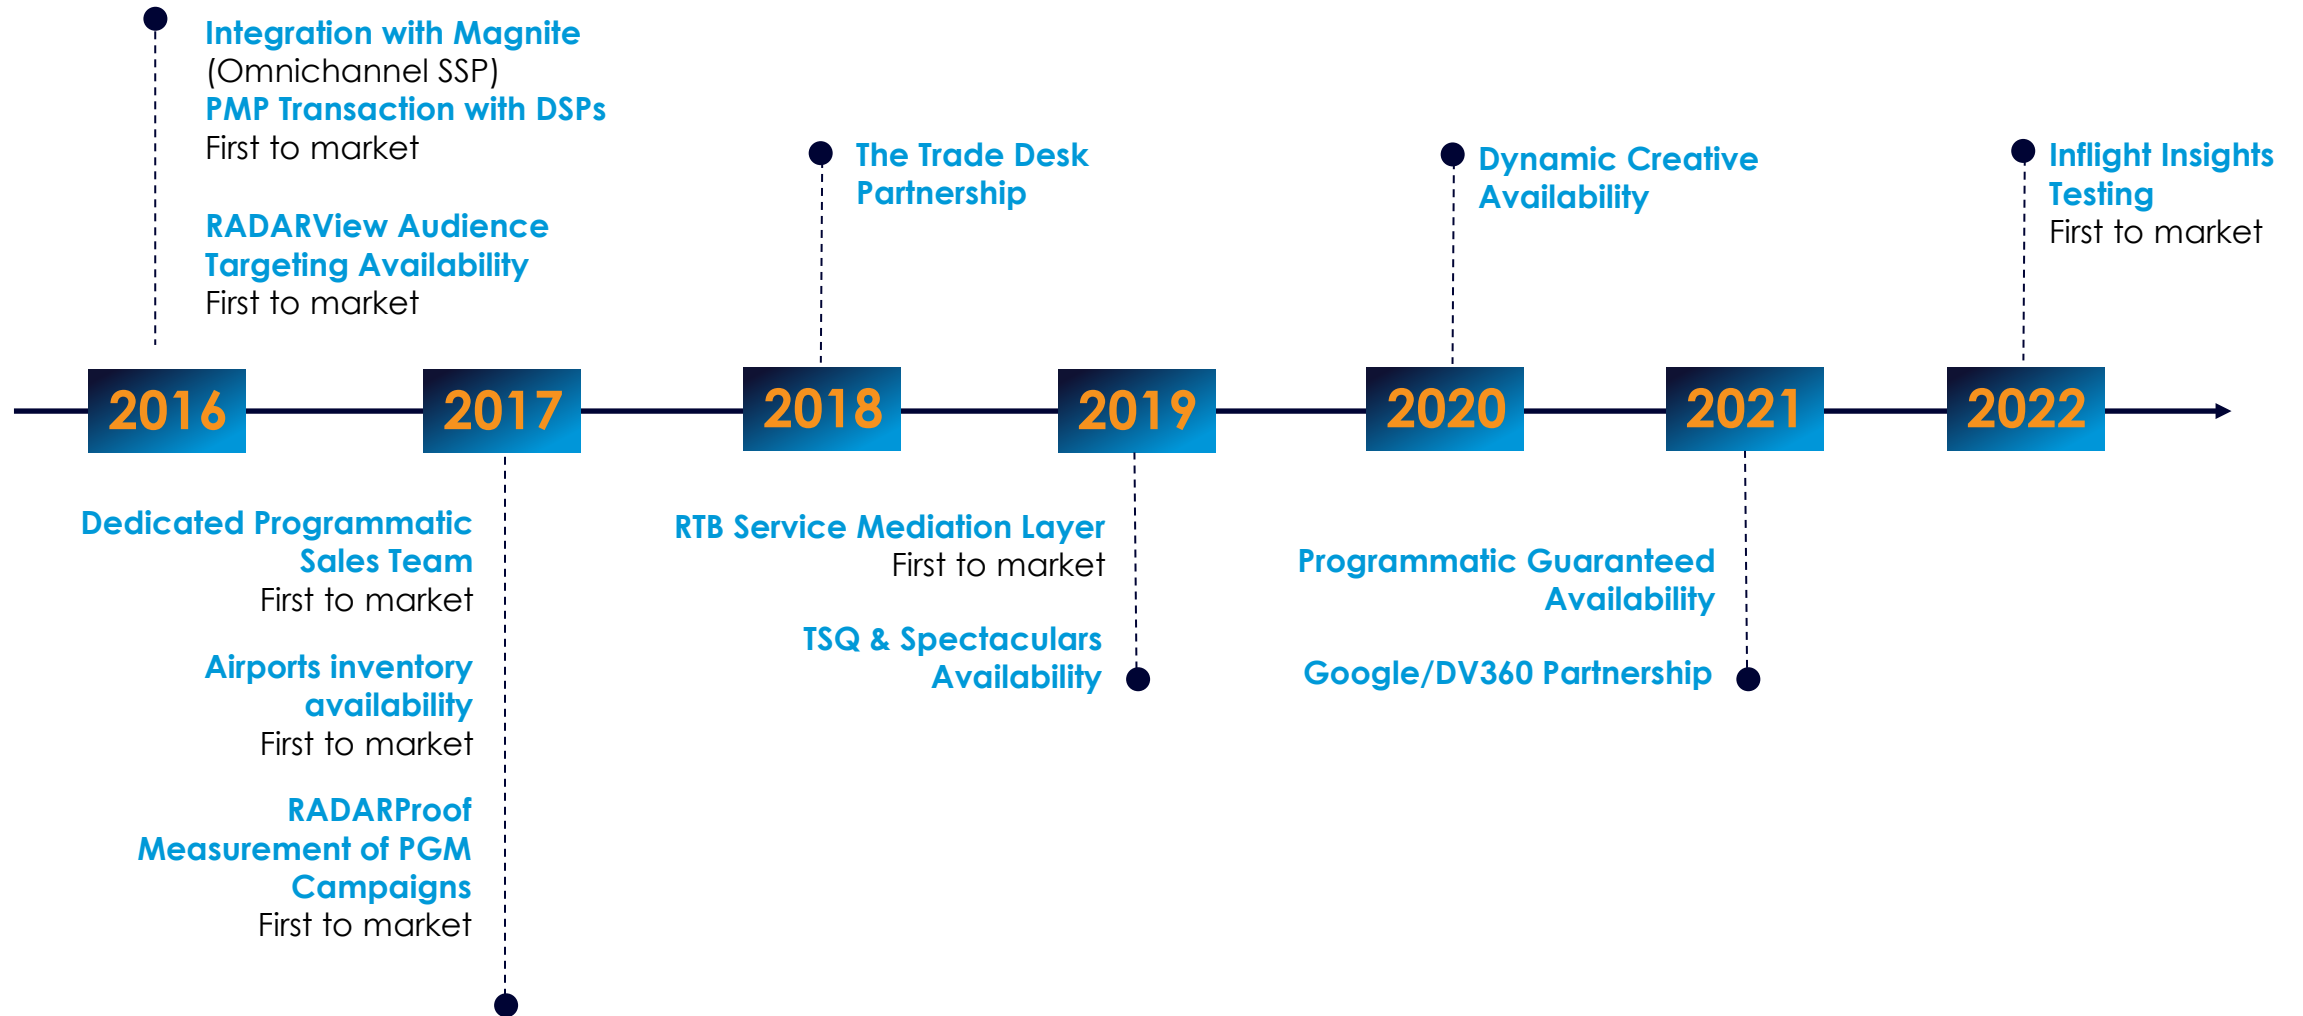 Integration with Magnite
(Omnichannel SSP)
PMP Transaction with DSPs
First to market
RADARView Audience
Targeting Availability
First to market
The Trade Desk
Partnership
Dynamic Creative
Availability
Inflight Insights
Testing
First to market
2016
2017
2018
2019
2020
2021
2022
Dedicated Programmatic
Sales Team
First to market
Airports inventory
availability
First to market
RADARProof
Measurement of PGM
Campaigns
First to market
RTB Service Mediation Layer
First to market
TSQ & Spectaculars
Availability
Programmatic Guaranteed
Availability
Google/DV360 Partnership